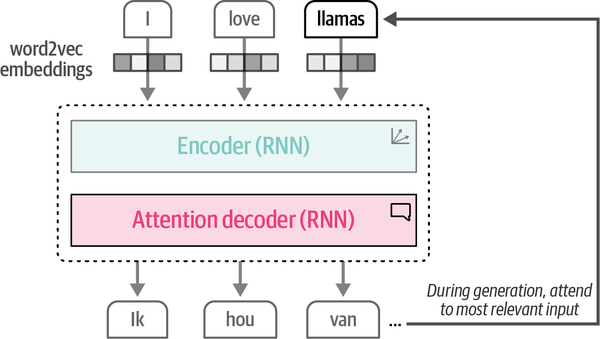 I love llamas
word2vec
embeddings
Encoder (RNN)
Attention decoder (RNN)
Ik hou van ...
During generation, attend
to most relevant input